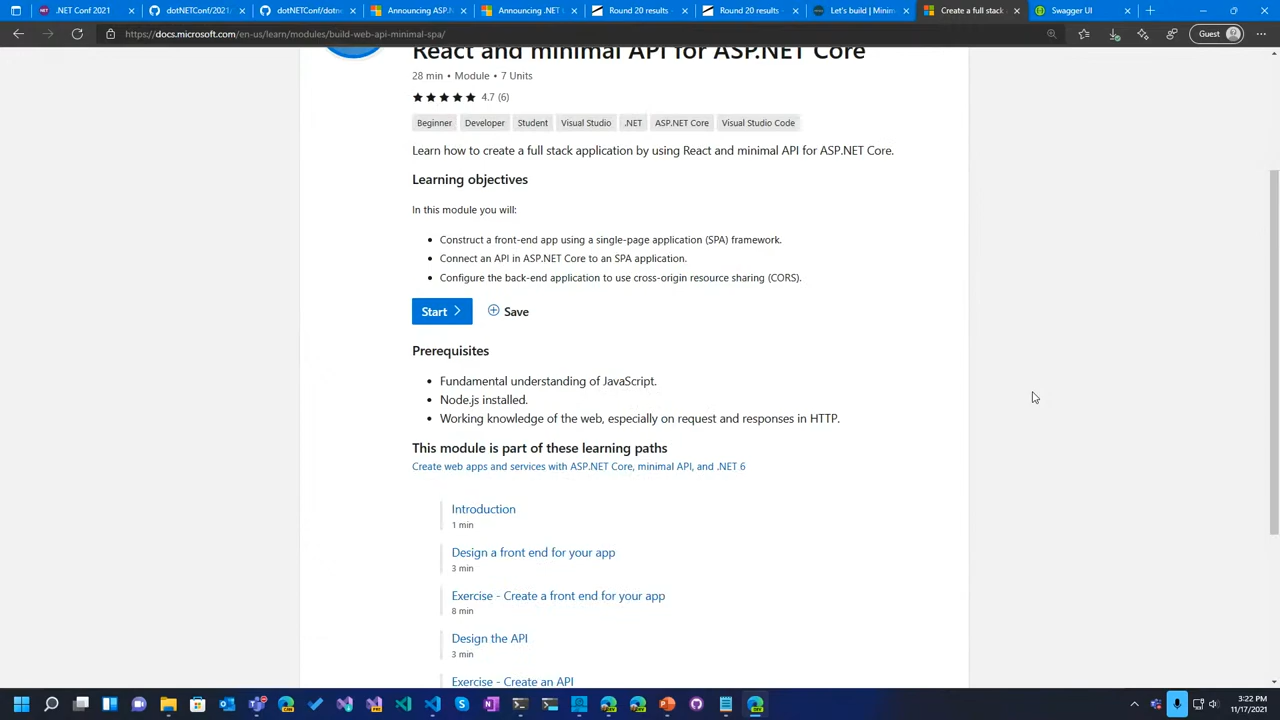 .NET Conf 2021
dotNETConf/2021/
dotNETConf/dotn
Announcing ASP.N
Announcing .NET
Round 20 results -
Round 20 results -
Let's build | Minim
Create a full stack
Swagger UI
https://docs.microsoft.com/en-us/learn/modules/build-web-api-minimal-spa/
Guest
React and minimal API for ASP.NET Core
28 min • Module • 7 Units
4.7 (6)
Beginner Developer Student Visual Studio .NET ASP.NET Core Visual Studio Code
Learn how to create a full stack application by using React and minimal API for ASP.NET Core.
Learning objectives
In this module you will:
• Construct a front-end app using a single-page application (SPA) framework.
• Connect an API in ASP.NET Core to an SPA application.
• Configure the back-end application to use cross-origin resource sharing (CORS).
Start
Save
Prerequisites
• Fundamental understanding of JavaScript.
• Node.js installed.
• Working knowledge of the web, especially on request and responses in HTTP.
This module is part of these learning paths
Create web apps and services with ASP.NET Core, minimal API, and .NET 6
Introduction
1 min
Design a front end for your app
3 min
Exercise - Create a front end for your app
8 min
Design the API
3 min
Exercise - Create an API
3:22 PM
11/17/2021